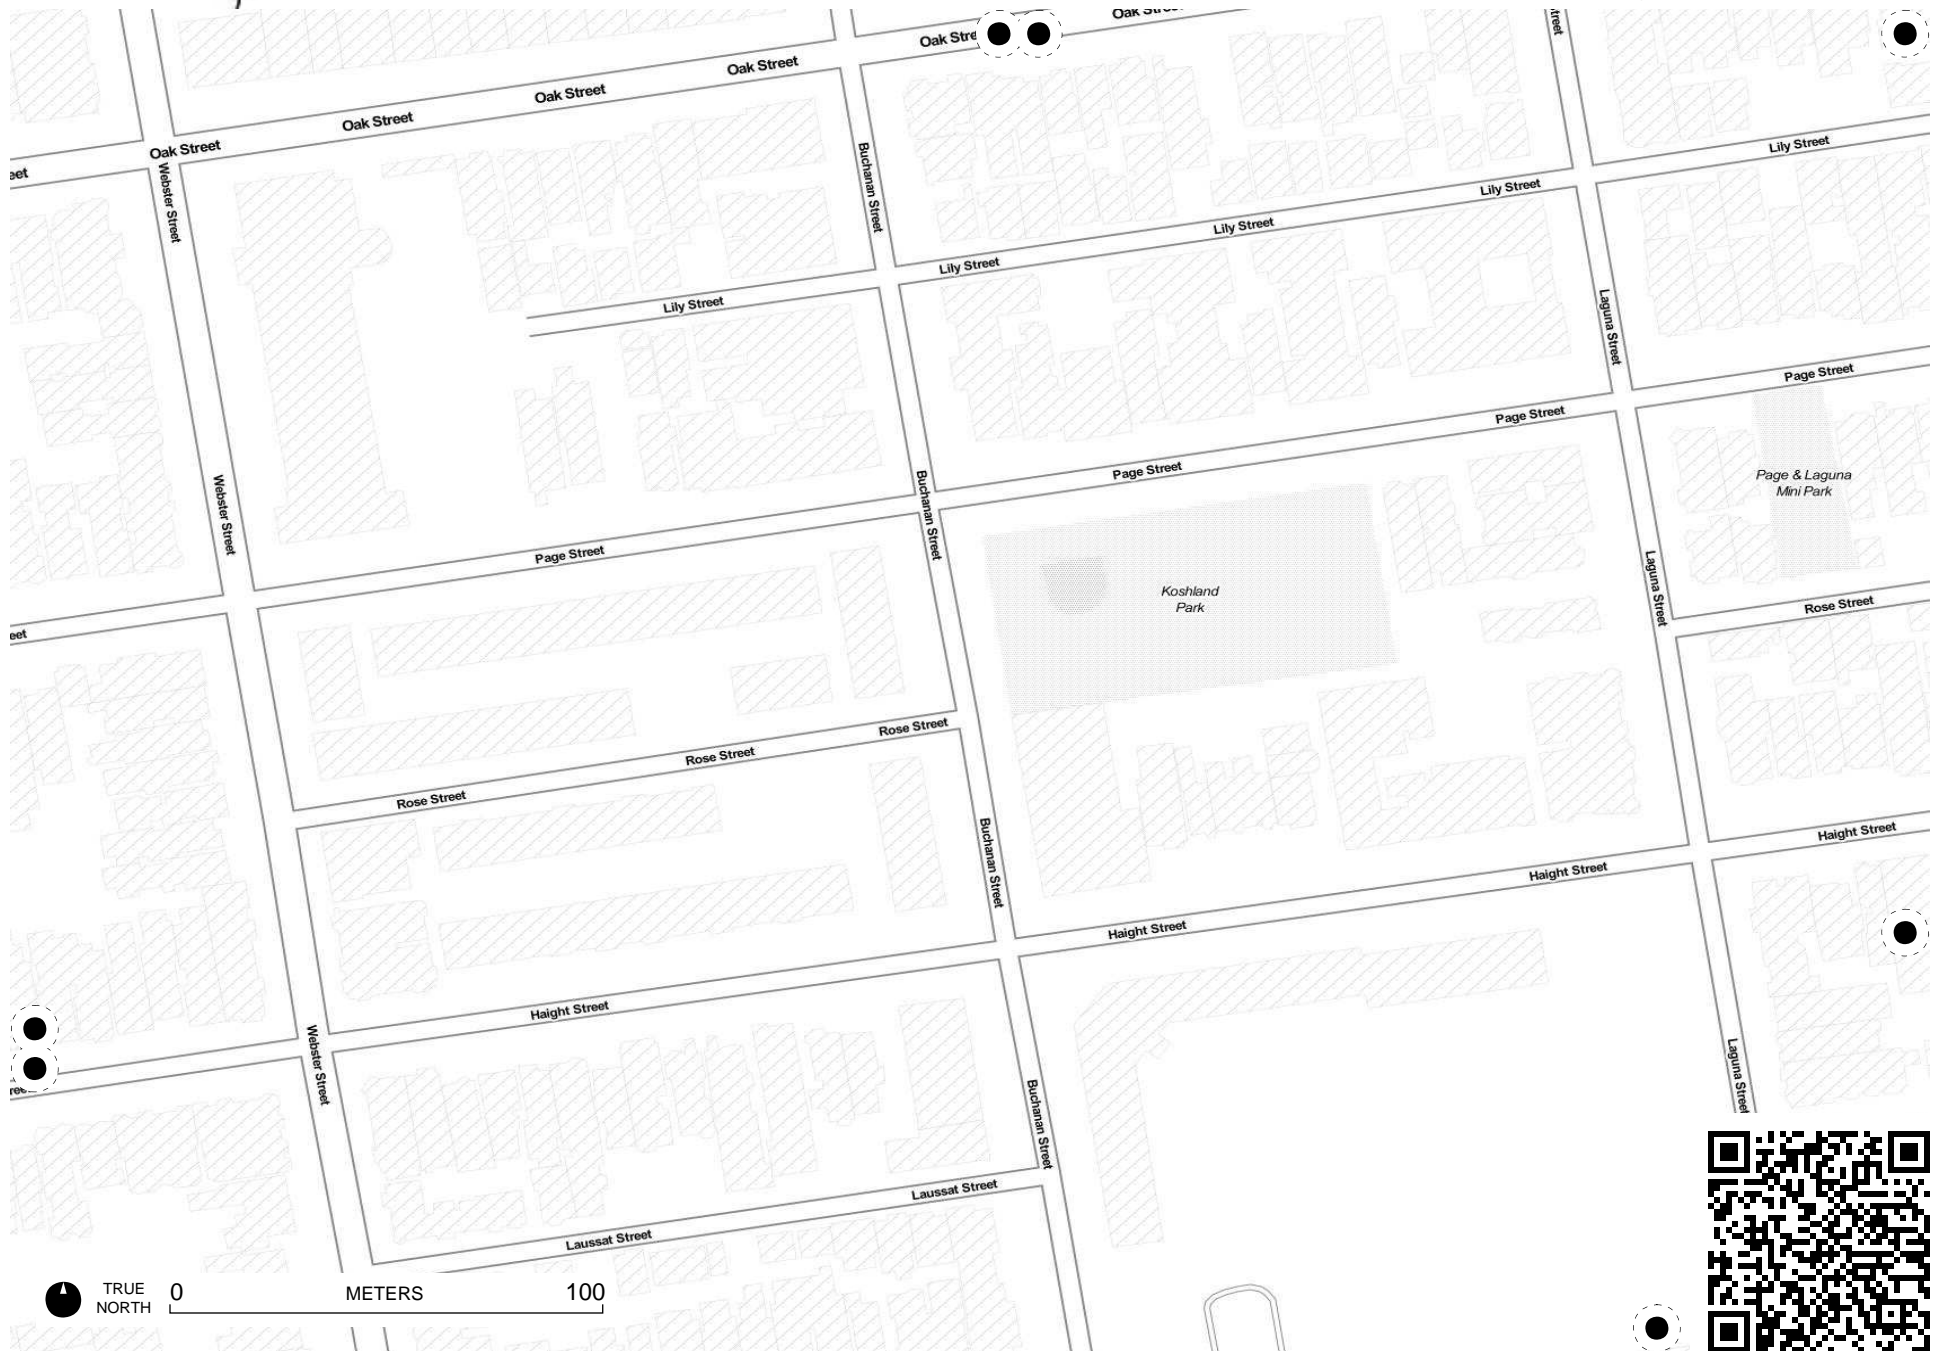 Oak Street
Oak Street
Oak Street
Oak Street
Oak Street
Webster Street
Buchanan Street
Lily Street
Lily Street
Lily Street
Lily Street
Lily Street
Laguna Street
Page Street
Page Street
Page Street
Page Street
Webster Street
Buchanan Street
Page & Laguna
Mini Park
Koshland
Park
Laguna Street
Rose Street
Rose Street
Rose Street
Rose Street
Buchanan Street
Haight Street
Haight Street
Haight Street
Haight Street
Webster Street
Buchanan Street
Laguna Street
Laussat Street
Laussat Street
TRUE
NORTH
0 METERS 100